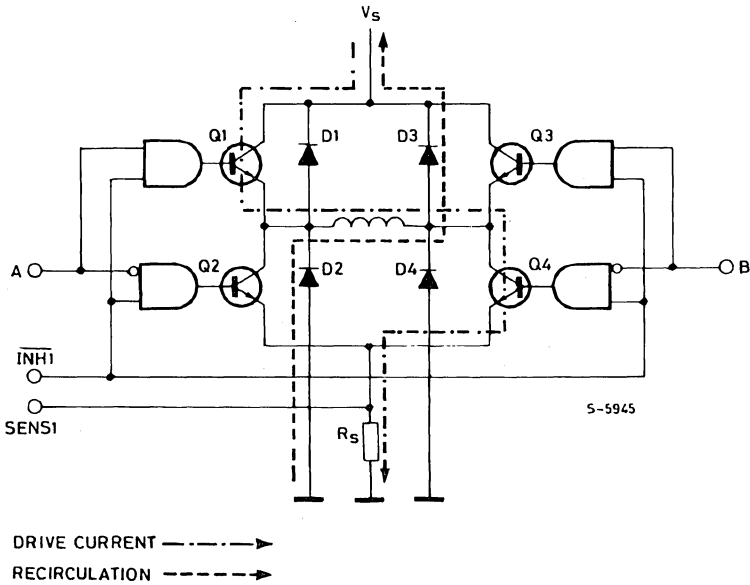 Vs
Q1
D1
D3
Q3
A
Q2
D2
D4
Q4
B
INH1
SENS1
Rs
S-5945
DRIVE CURRENT
RECIRCULATION